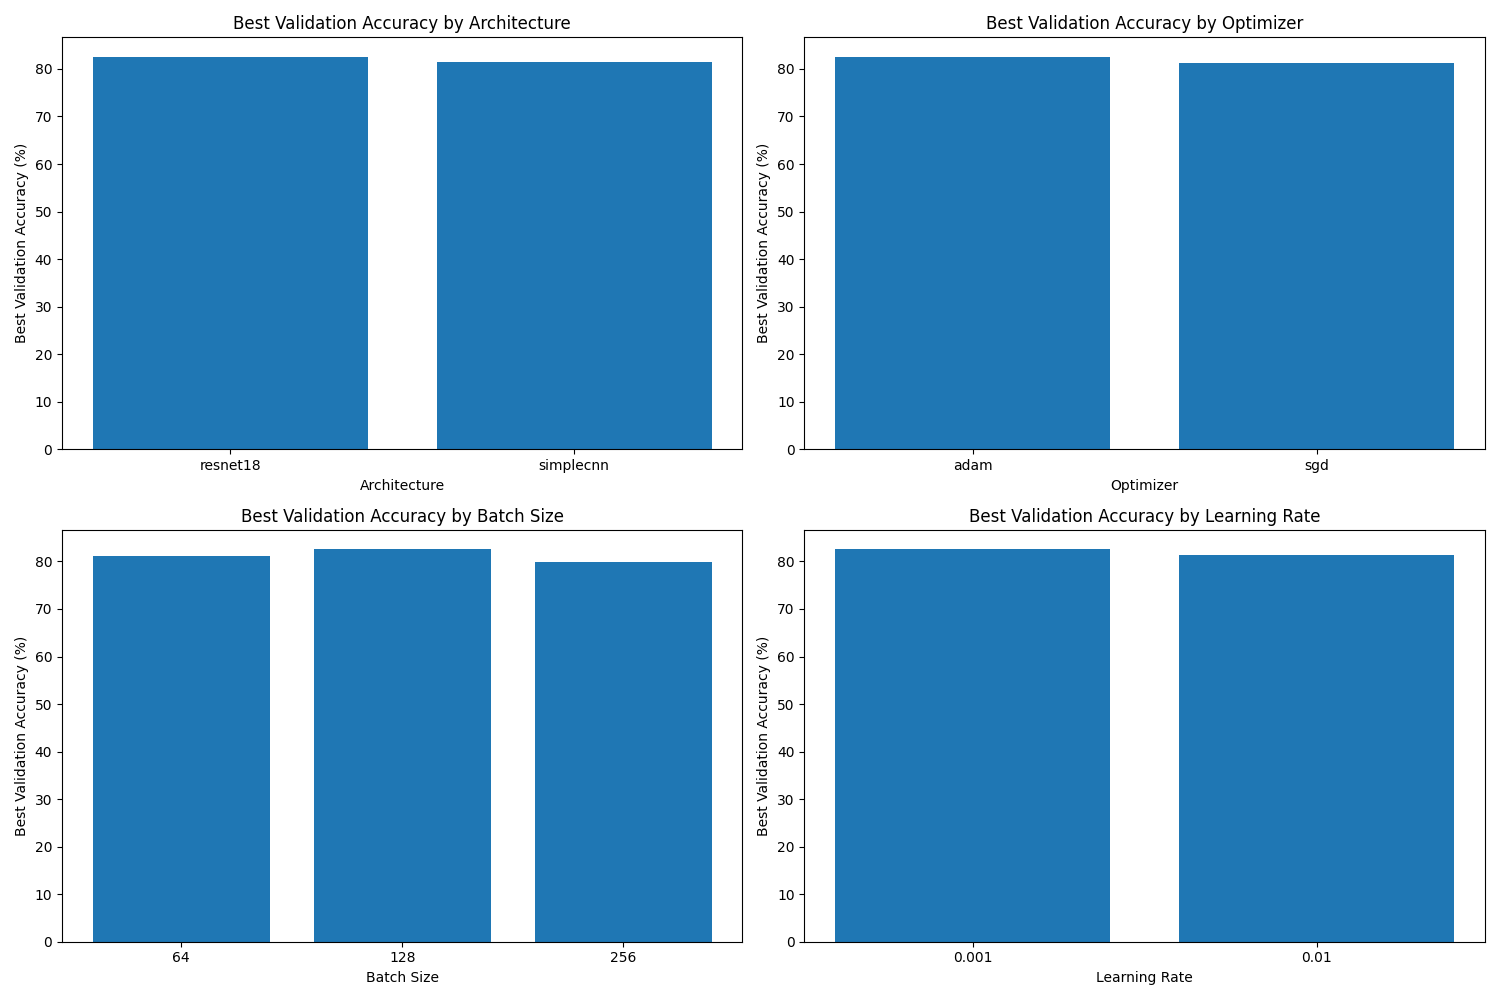 Best Validation Accuracy by Architecture
Best Validation Accuracy (%)
80
70
60
50
40
30
20
10
0
resnet18 simplecnn
Architecture
Best Validation Accuracy by Optimizer
Best Validation Accuracy (%)
80
70
60
50
40
30
20
10
0
adam sgd
Optimizer
Best Validation Accuracy by Batch Size
Best Validation Accuracy (%)
80
70
60
50
40
30
20
10
0
64 128 256
Batch Size
Best Validation Accuracy by Learning Rate
Best Validation Accuracy (%)
80
70
60
50
40
30
20
10
0
0.001 0.01
Learning Rate